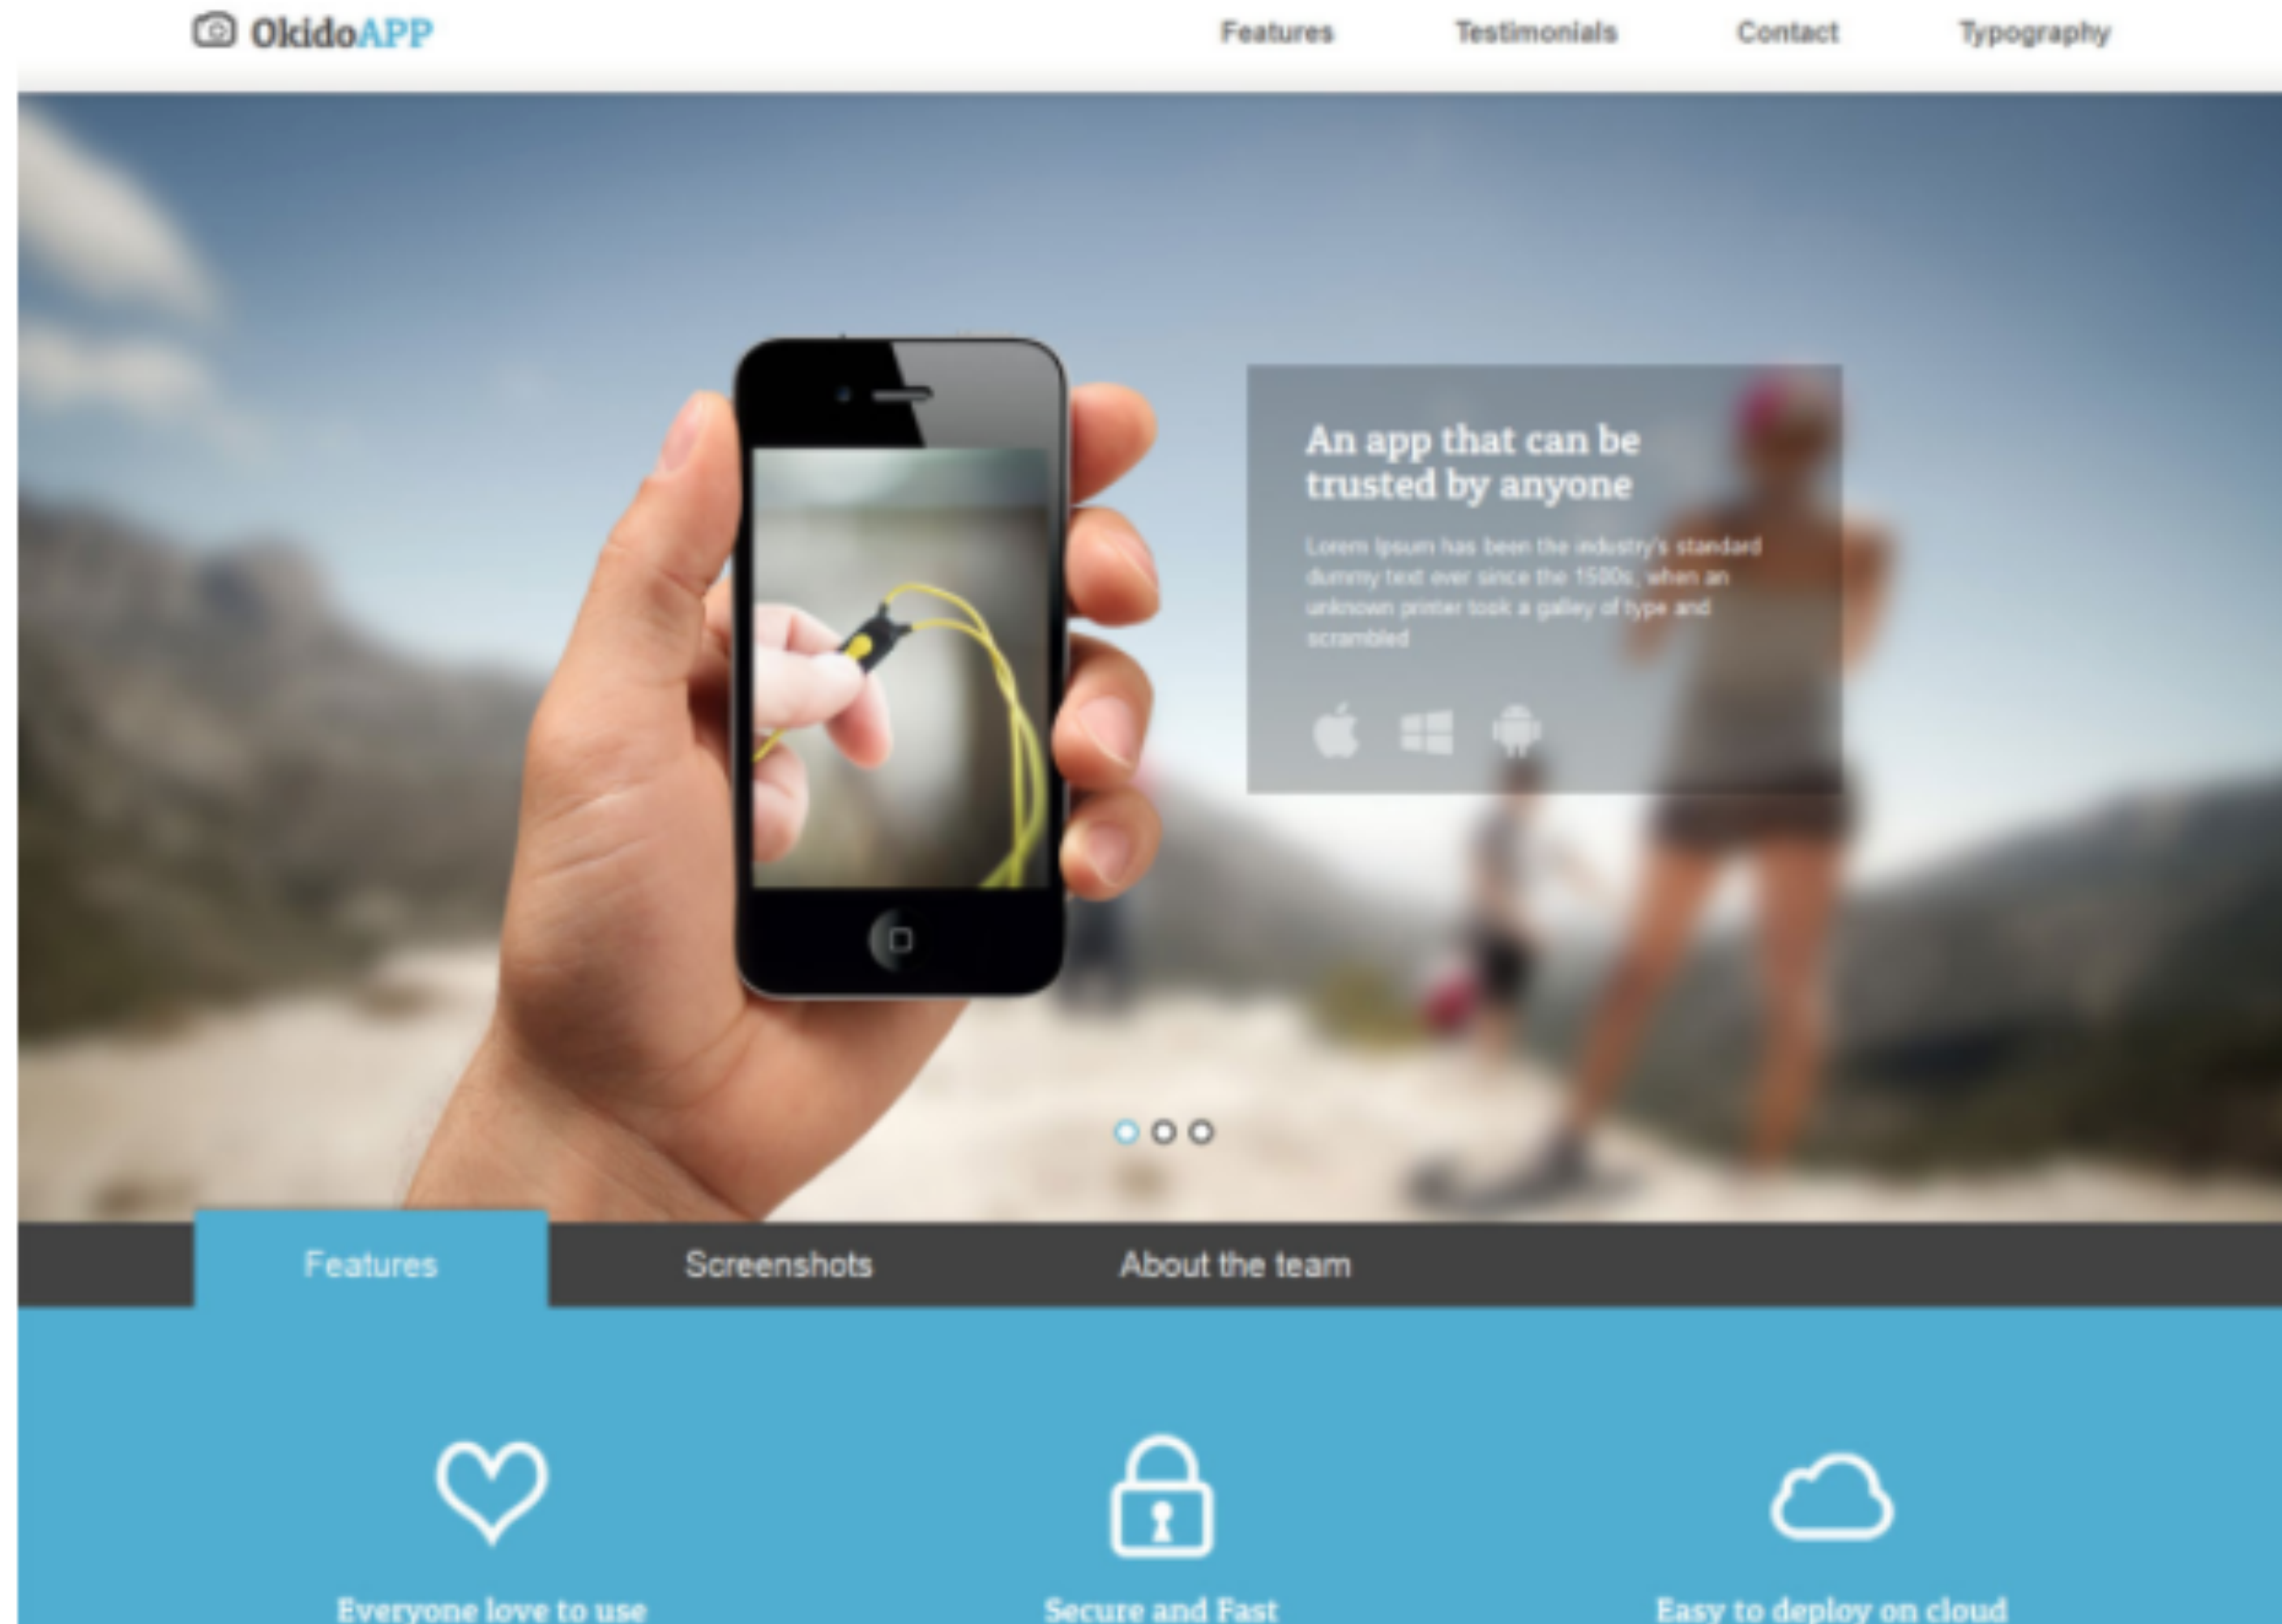 OkidoAPP
Features
Testimonials
Contact
Typography
An app that can be
trusted by anyone
Lorem Ipsum has been the industry's standard
dummy text ever since the 1500s, when an
unknown printer took a galley of type and
scrambled
Features
Screenshots
About the team
Everyone love to use
Secure and Fast
Easy to deploy on cloud